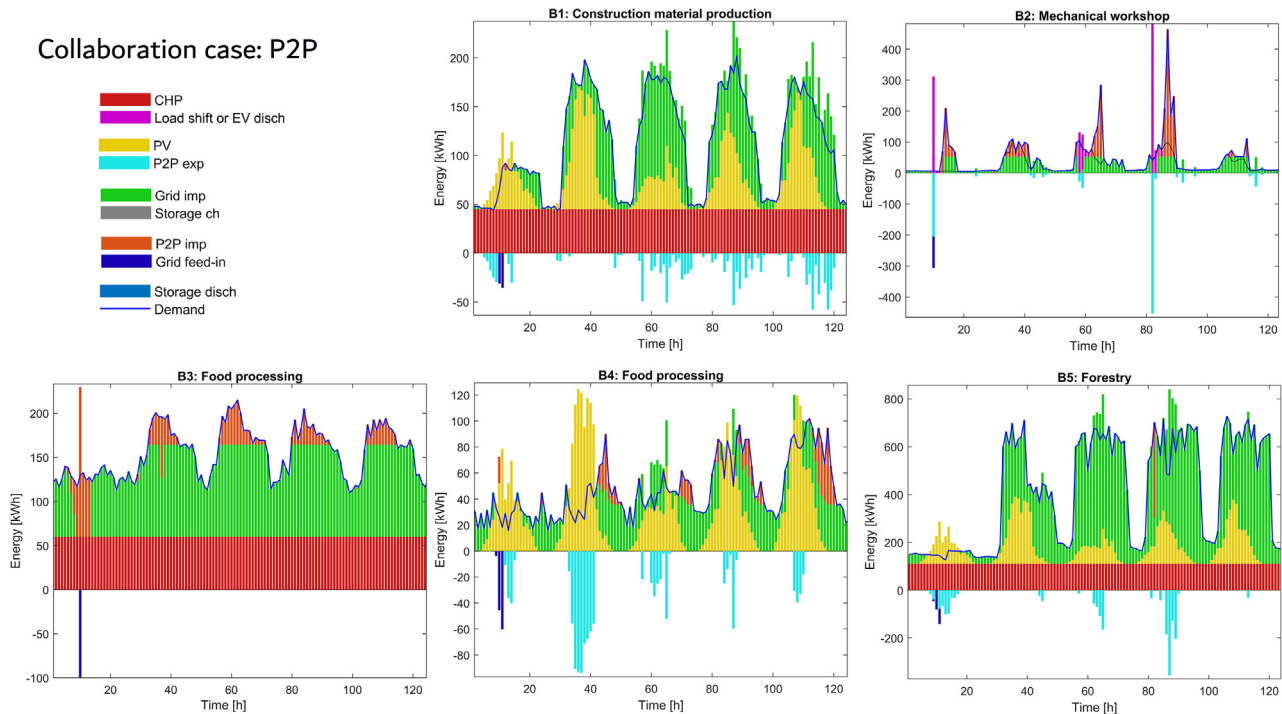 Collaboration case: P2P
CHP
Load shift or EV disch
PV
P2P exp
Grid imp
Storage ch
P2P imp
Grid feed-in
Storage disch
Demand
B1: Construction material production
Energy [kWh]
200
150
100
50
0
-50
20
40
60
80
100
120
Time [h]
B2: Mechanical workshop
Energy [kWh]
400
300
200
100
0
-100
-200
-300
-400
20
40
60
80
100
120
Time [h]
B3: Food processing
Energy [kWh]
200
150
100
50
0
-50
-100
20
40
60
80
100
120
Time [h]
B4: Food processing
Energy [kWh]
120
100
80
60
40
20
0
-20
-40
-60
-80
20
40
60
80
100
120
Time [h]
B5: Forestry
Energy [kWh]
800
600
400
200
0
-200
20
40
60
80
100
120
Time [h]